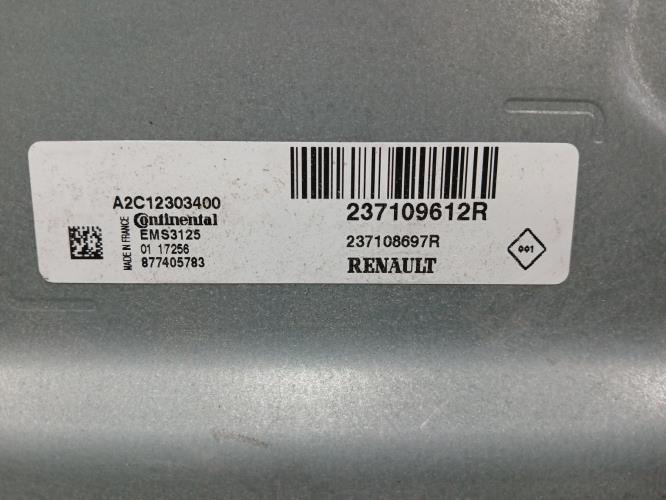 A2C12303400
Continental
EMS3125
01 17256
877405783
MADE IN FRANCE
237109612R
237108697R
RENAULT
001